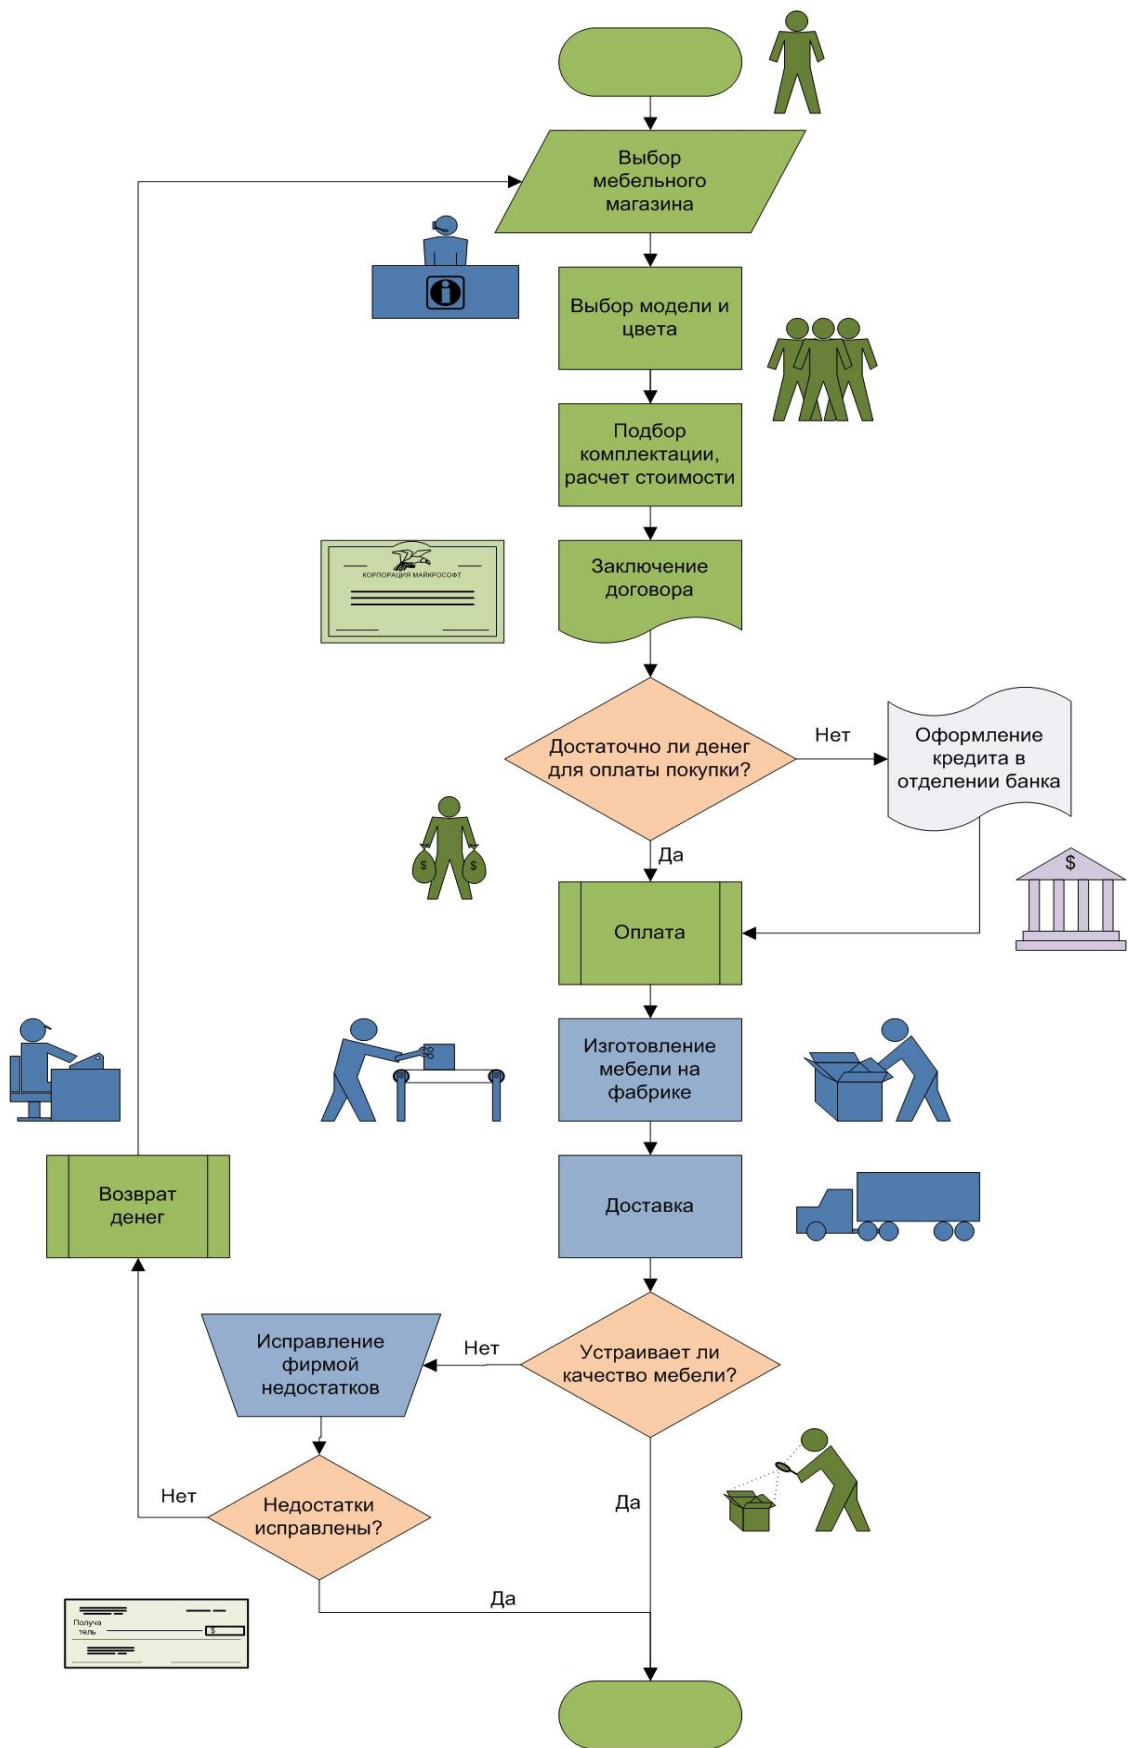 Выбор
мебельного
магазина
Выбор модели и
цвета
Подбор
комплектации,
расчет стоимости
КОРПОРАЦИЯ МАЙКРОСОФТ
Заключение
договора
Достаточно ли денег
для оплаты покупки?
Нет
Оформление
кредита в
отделении банка
$ $
Да
$
Оплата
Изготовление
мебели на
фабрике
Возврат
денег
Доставка
Исправление
фирмой
недостатков
Нет
Устраивает ли
качество мебели?
Нет
Недостатки
исправлены?
Да
Да
Получа
тель
$